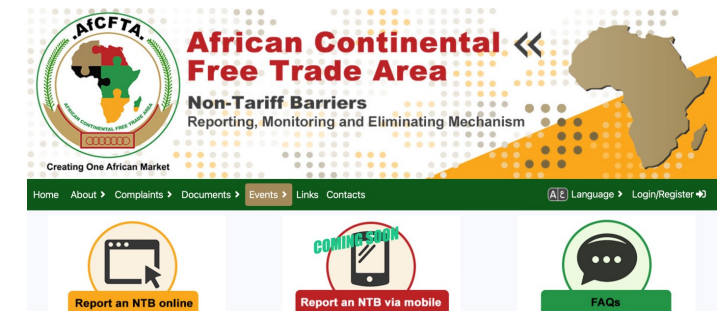 AfCFTA
AFRICAN CONTINENTAL FREE TRADE AREA
Creating One African Market
African Continental
Free Trade Area
Non-Tariff Barriers
Reporting, Monitoring and Eliminating Mechanism
Home About Complaints Documents Events Links Contacts Language Login/Register
Report an NTB online
COMING SOON
Report an NTB via mobile
FAQs